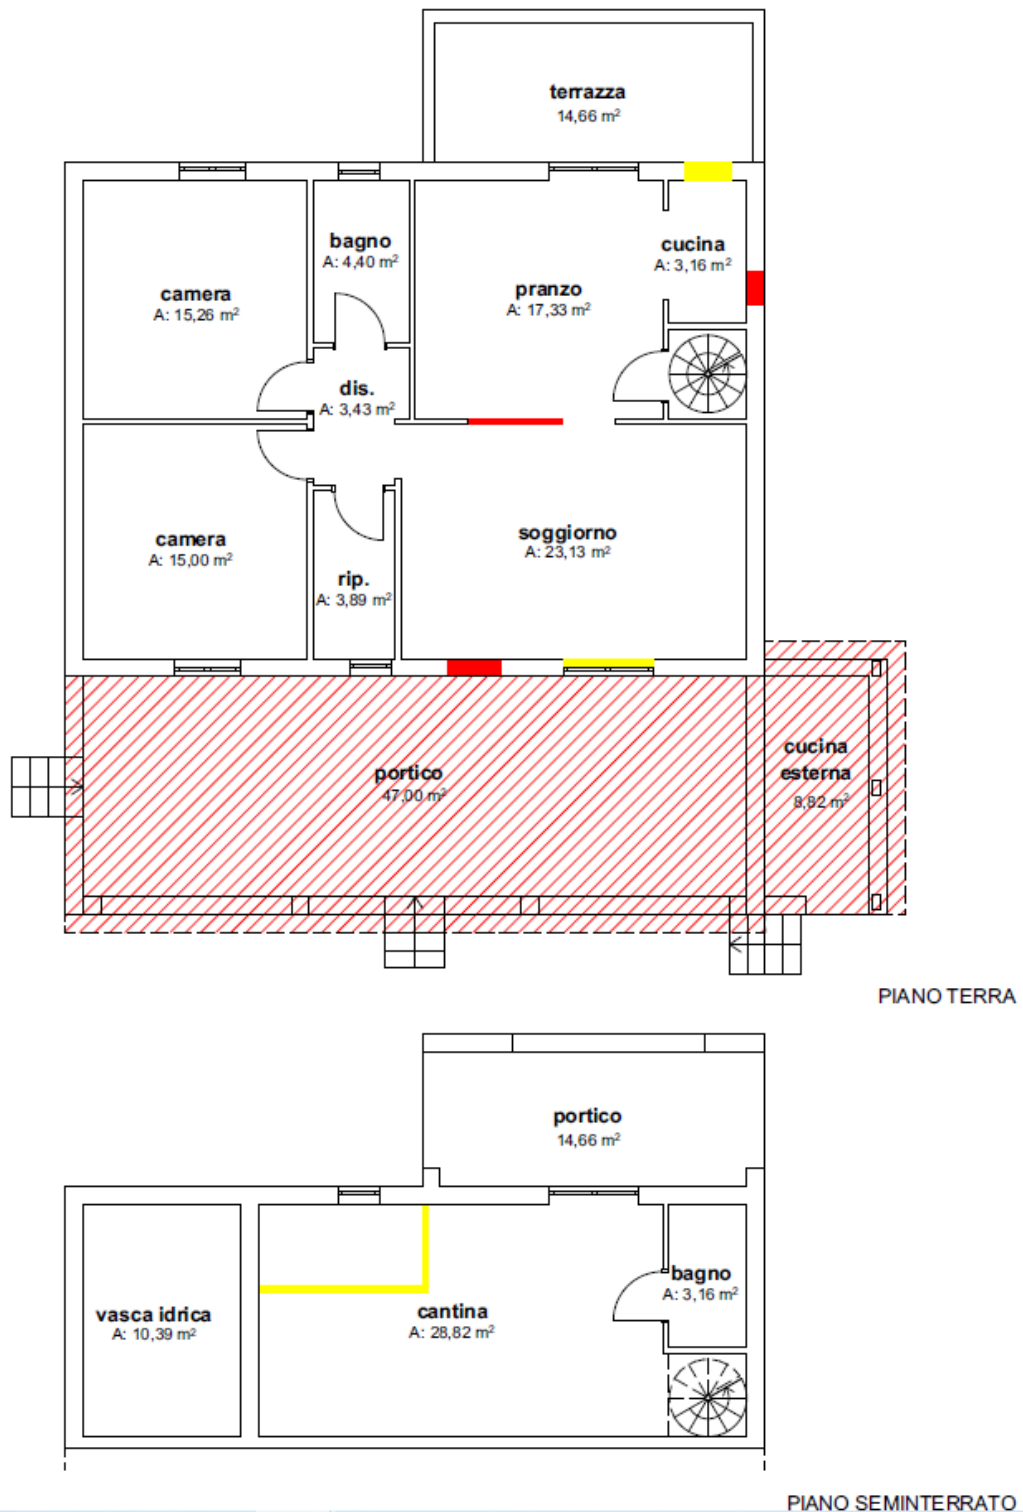 terrazza
14,66 m²
bagno
A: 4,40 m²
cucina
A: 3,16 m²
camera
A: 15,26 m²
pranzo
A: 17,33 m²
dis.
A: 3,43 m²
camera
A: 15,00 m²
soggiorno
A: 23,13 m²
rip.
A: 3,89 m²
cucina
esterna
8,82 m²
portico
47,00 m²
PIANO TERRA
portico
14,66 m²
bagno
A: 3,16 m²
vasca idrica
A: 10,39 m²
cantina
A: 28,82 m²
PIANO SEMINTERRATO